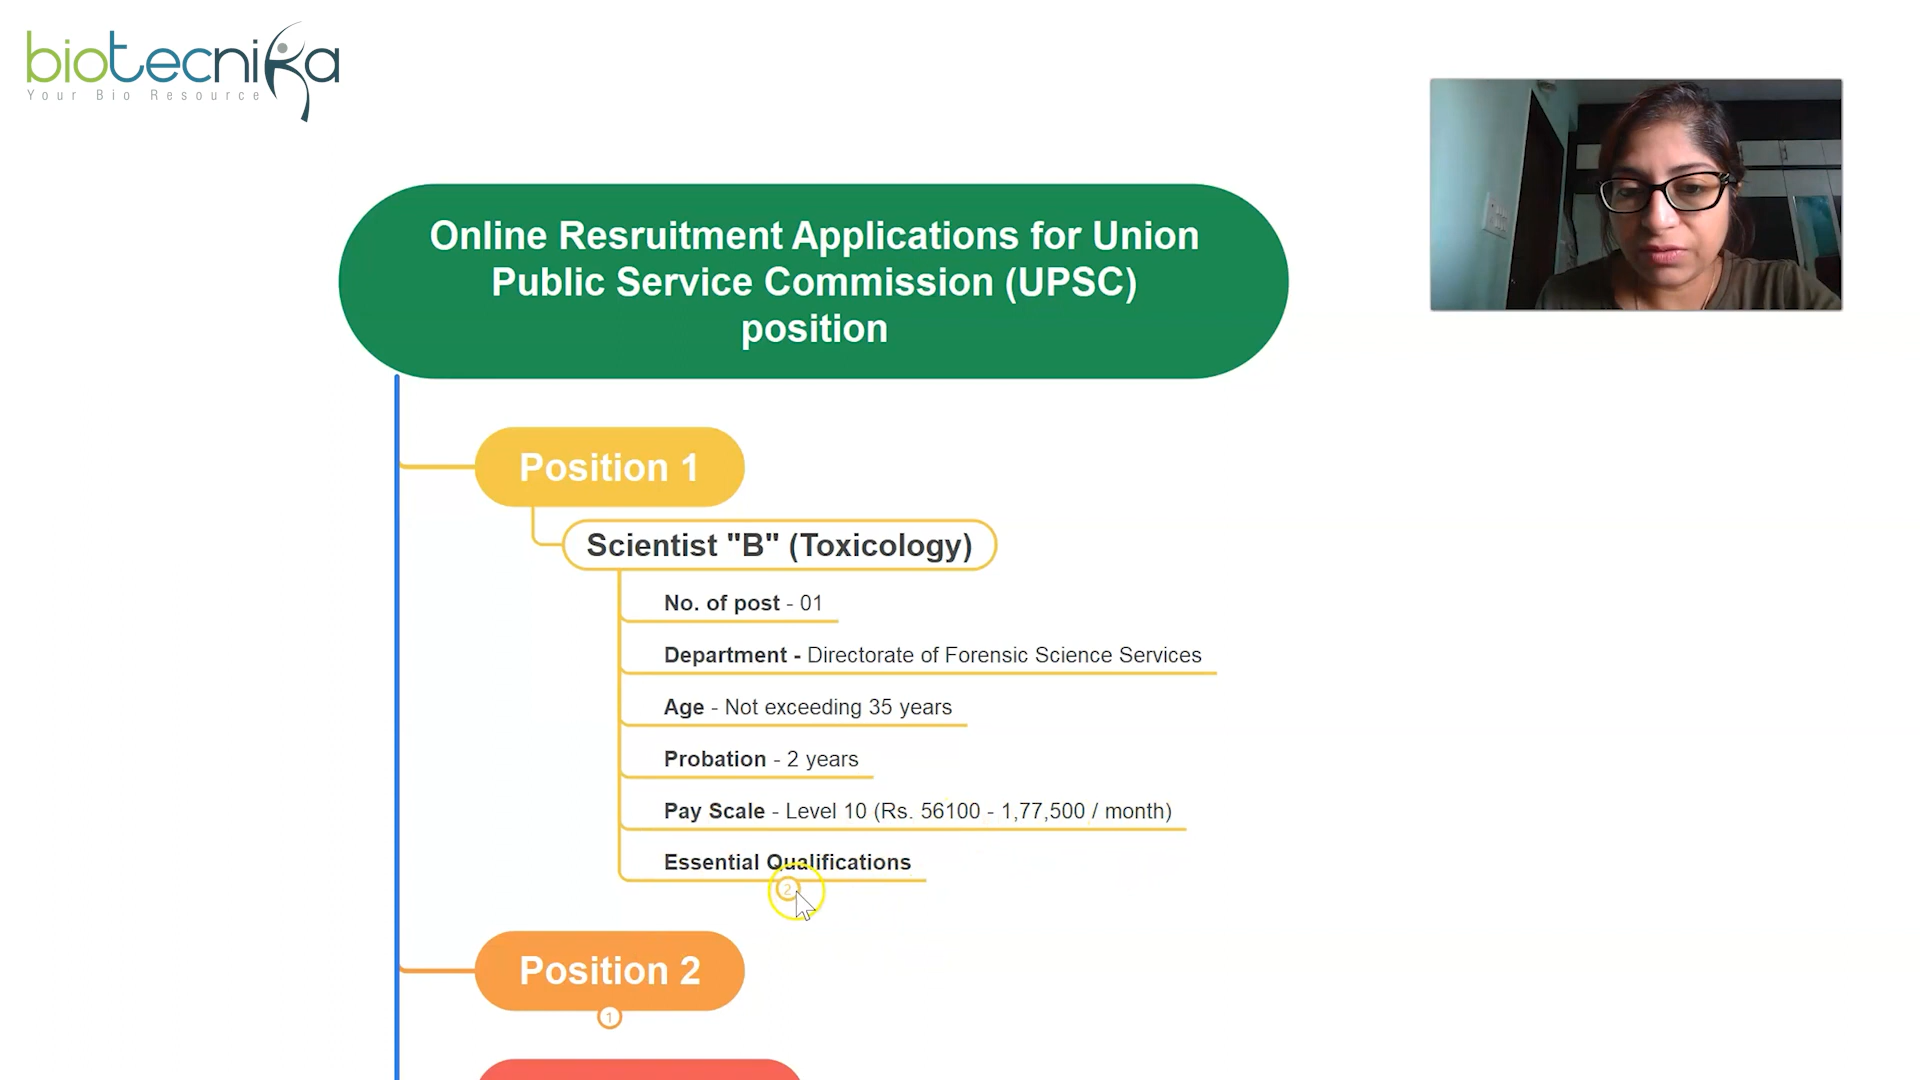 biotecnika
Your Bio Resource
Online Resruitment Applications for Union
Public Service Commission (UPSC)
position
Position 1
Scientist "B" (Toxicology)
No. of post - 01
Department - Directorate of Forensic Science Services
Age - Not exceeding 35 years
Probation - 2 years
Pay Scale - Level 10 (Rs. 56100 - 1,77,500 / month)
Essential Qualifications
2
Position 2
1